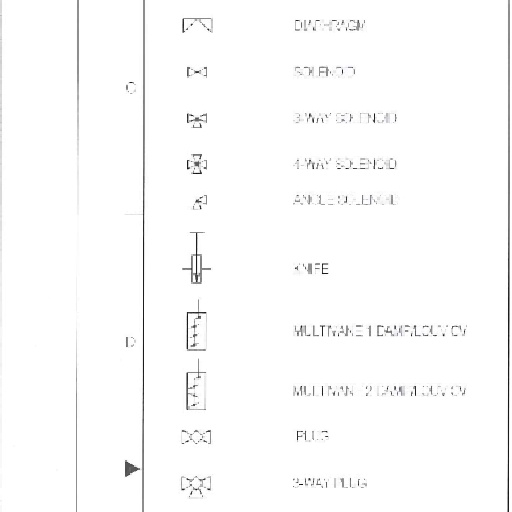 DIAPHRAGM
C
SOLENOID
3-WAY SOLENOID
4-WAY SOLENOID
ANGLE SOLENOID
KNIFE
MULTIVANE 1 DAMP/LOUV CV
D
MULTIVANE 2 DAMP/LOUV CV
PLUG
3-WAY PLUG